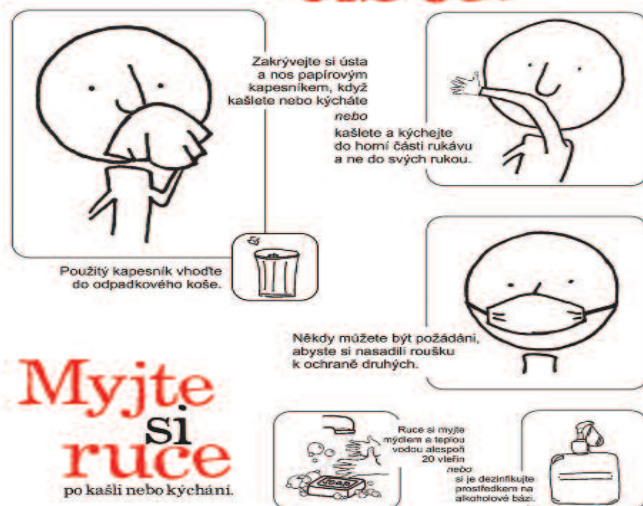 Zakrývejte si ústa
a nos papírovým
kapesníkem, když
kašlete nebo kýcháte
nebo
kašlete a kýchejte
do horní části rukávu
a ne do svých rukou.
Použitý kapesník vhoďte
do odpadkového koše.
Někdy můžete být požádáni,
abyste si nasadili roušku
k ochraně druhých.
Myjte
si
ruce
po kašli nebo kýchání.
Ruce si myjte
mýdlem a teplou
vodou alespoň
20 vteřin
nebo
si je dezinfikujte
prostředkem na
alkoholové bázi.
SOAP